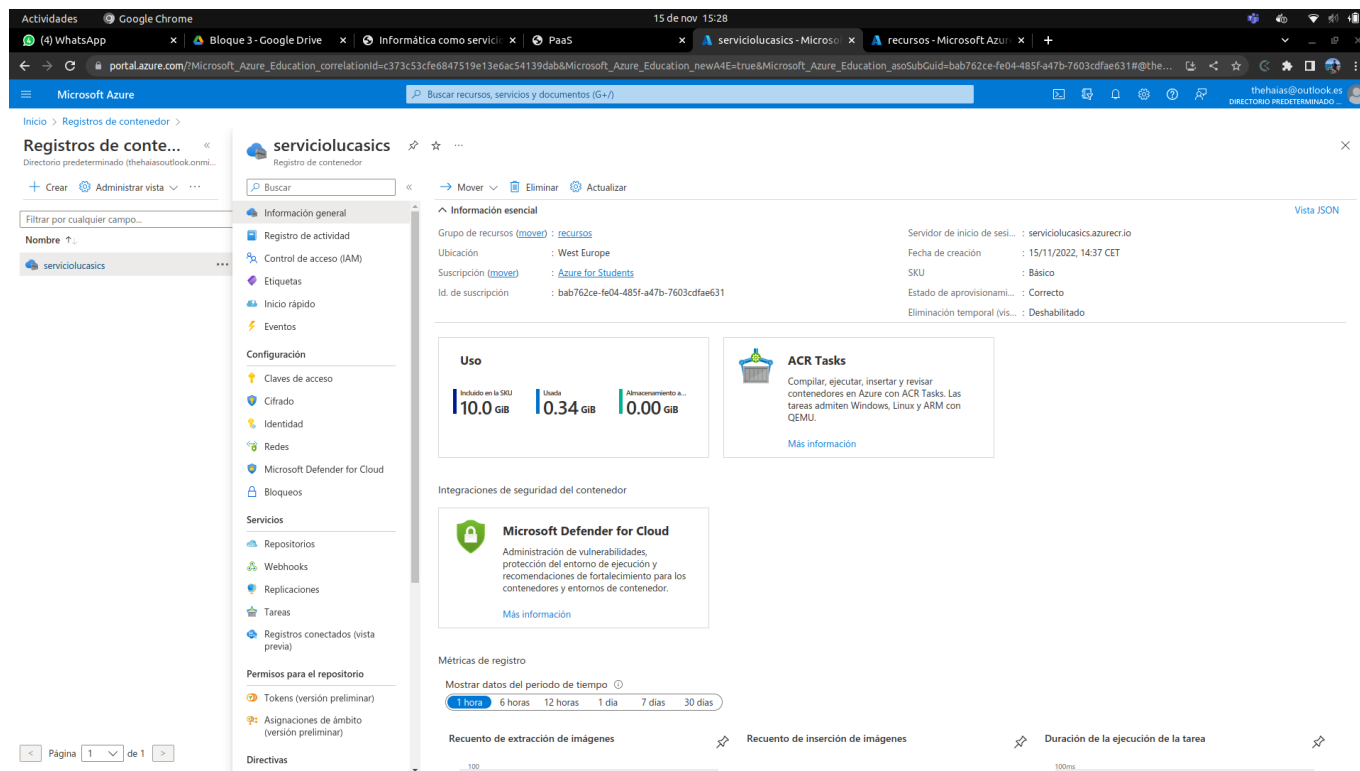 Actividades Google Chrome 15 de nov 15:28
(4) WhatsApp × Bloque 3 - Google Drive × Informática como servicio × PaaS × serviciolucasics - Microso × recursos - Microsoft Azur × +
portal.azure.com/?Microsoft_Azure_Education_correlationId=c373c53cfe6847519e13e6ac54139dab&Microsoft_Azure_Education_newA4E=true&Microsoft_Azure_Education_asoSubGuid=bab762ce-fe04-485f-a47b-7603cdfae631#@the...
Microsoft Azure Buscar recursos, servicios y documentos (G+/) thehaias@outlook.es
DIRECTORIO PREDETERMINADO ...
Inicio > Registros de contenedor >
Registros de conte... «
Directorio predeterminado (thehaiasoutlook.onmi...
+ Crear Administrar vista ...
Filtrar por cualquier campo...
Nombre ↑↓
serviciolucasics ...
< Página 1 de 1 >
serviciolucasics ...
Registro de contenedor
Buscar «
Información general
Registro de actividad
Control de acceso (IAM)
Etiquetas
Inicio rápido
Eventos
Configuración
Claves de acceso
Cifrado
Identidad
Redes
Microsoft Defender for Cloud
Bloqueos
Servicios
Repositorios
Webhooks
Replicaciones
Tareas
Registros conectados (vista
previa)
Permisos para el repositorio
Tokens (versión preliminar)
Asignaciones de ámbito
(versión preliminar)
Directivas
→ Mover Eliminar Actualizar
Información esencial Vista JSON
Grupo de recursos (mover) : recursos
Ubicación : West Europe
Suscripción (mover) : Azure for Students
Id. de suscripción : bab762ce-fe04-485f-a47b-7603cdfae631
Servidor de inicio de sesi... : serviciolucasics.azurecr.io
Fecha de creación : 15/11/2022, 14:37 CET
SKU : Básico
Estado de aprovisionami... : Correcto
Eliminación temporal (vis... : Deshabilitado
Uso
Incluido en la SKU Usada Almacenamiento a...
10.0 GiB 0.34 GiB 0.00 GiB
ACR Tasks
Compilar, ejecutar, insertar y revisar
contenedores en Azure con ACR Tasks. Las
tareas admiten Windows, Linux y ARM con
QEMU.
Más información
Integraciones de seguridad del contenedor
Microsoft Defender for Cloud
Administración de vulnerabilidades,
protección del entorno de ejecución y
recomendaciones de fortalecimiento para los
contenedores y entornos de contenedor.
Más información
Métricas de registro
Mostrar datos del periodo de tiempo
1 hora 6 horas 12 horas 1 día 7 días 30 días
Recuento de extracción de imágenes Recuento de inserción de imágenes Duración de la ejecución de la tarea
100 100ms